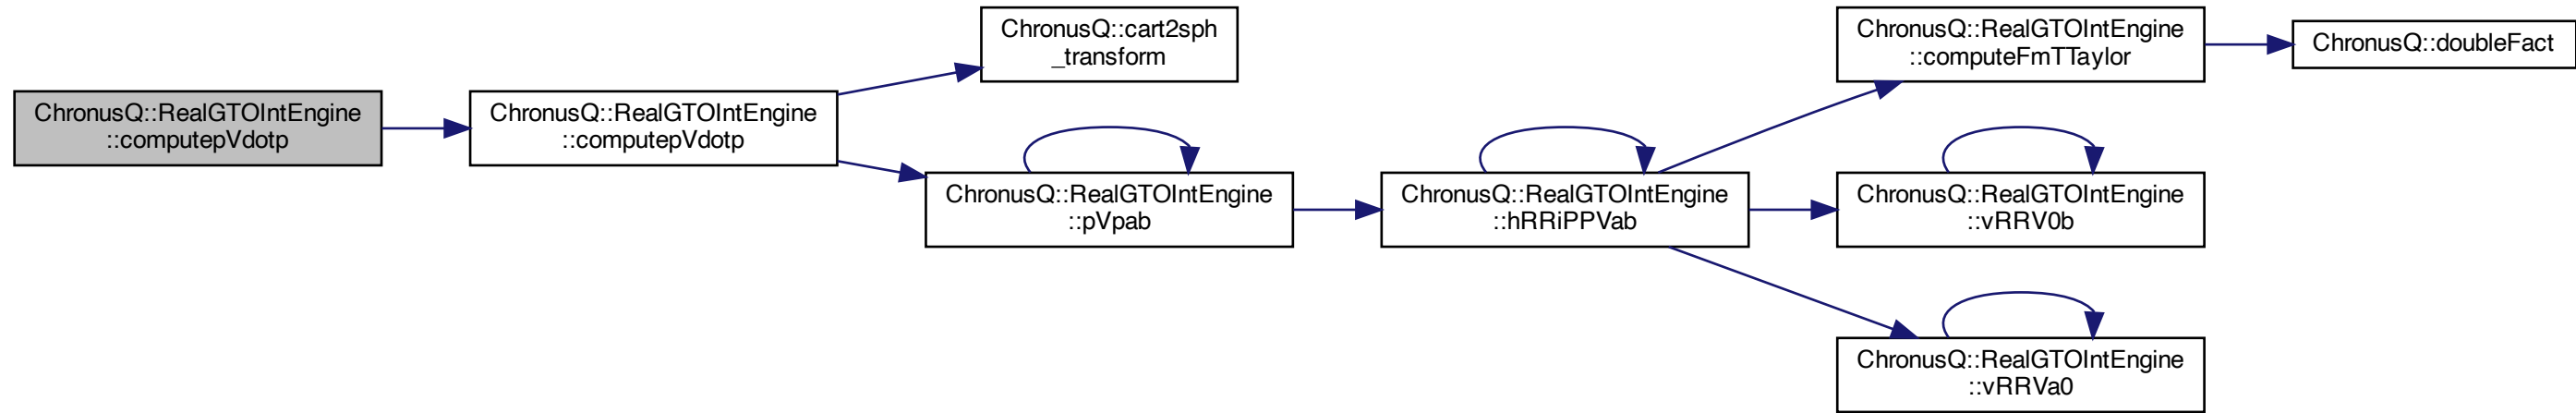 ChronusQ::RealGTOIntEngine
::computepVdotp
ChronusQ::RealGTOIntEngine
::computepVdotp
ChronusQ::cart2sph
_transform
ChronusQ::RealGTOIntEngine
::pVpab
ChronusQ::RealGTOIntEngine
::hRRiPPVab
ChronusQ::RealGTOIntEngine
::computeFmTTaylor
ChronusQ::doubleFact
ChronusQ::RealGTOIntEngine
::vRRV0b
ChronusQ::RealGTOIntEngine
::vRRVa0